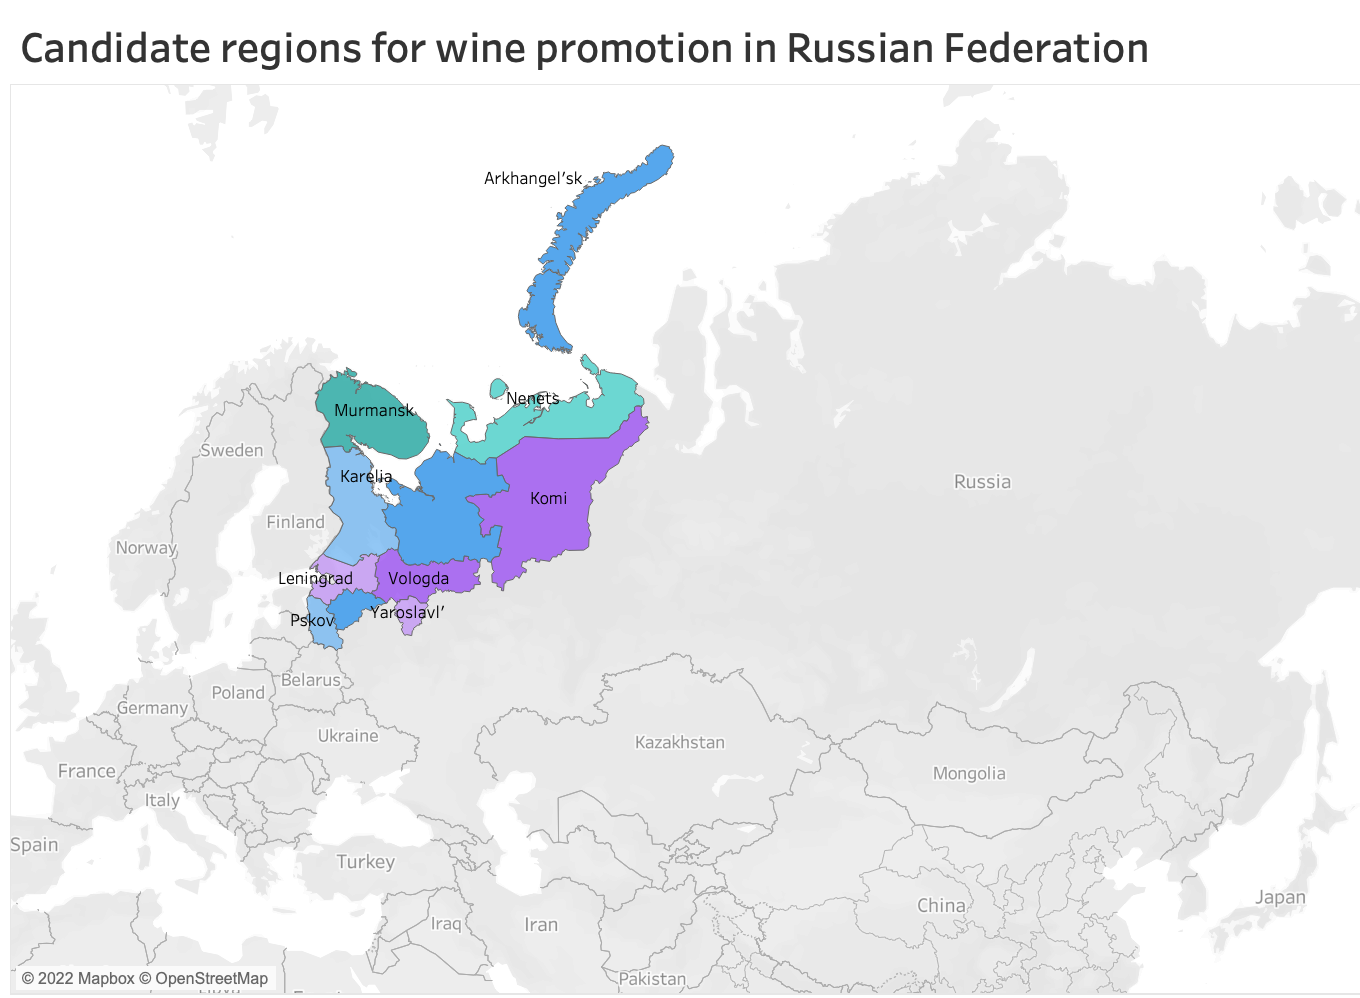 Candidate regions for wine promotion in Russian Federation
Arkhangel'sk
Murmansk
Nenets
Sweden
Karelia
Russia
Komi
Finland
Norway
Leningrad
Vologda
Pskov
Yaroslavl'
Belarus
Poland
Germany
Ukraine
Kazakhstan
France
Mongolia
Italy
Spain
Turkey
Japan
China
Iraq
Iran
Pakistan
© 2022 Mapbox © OpenStreetMap